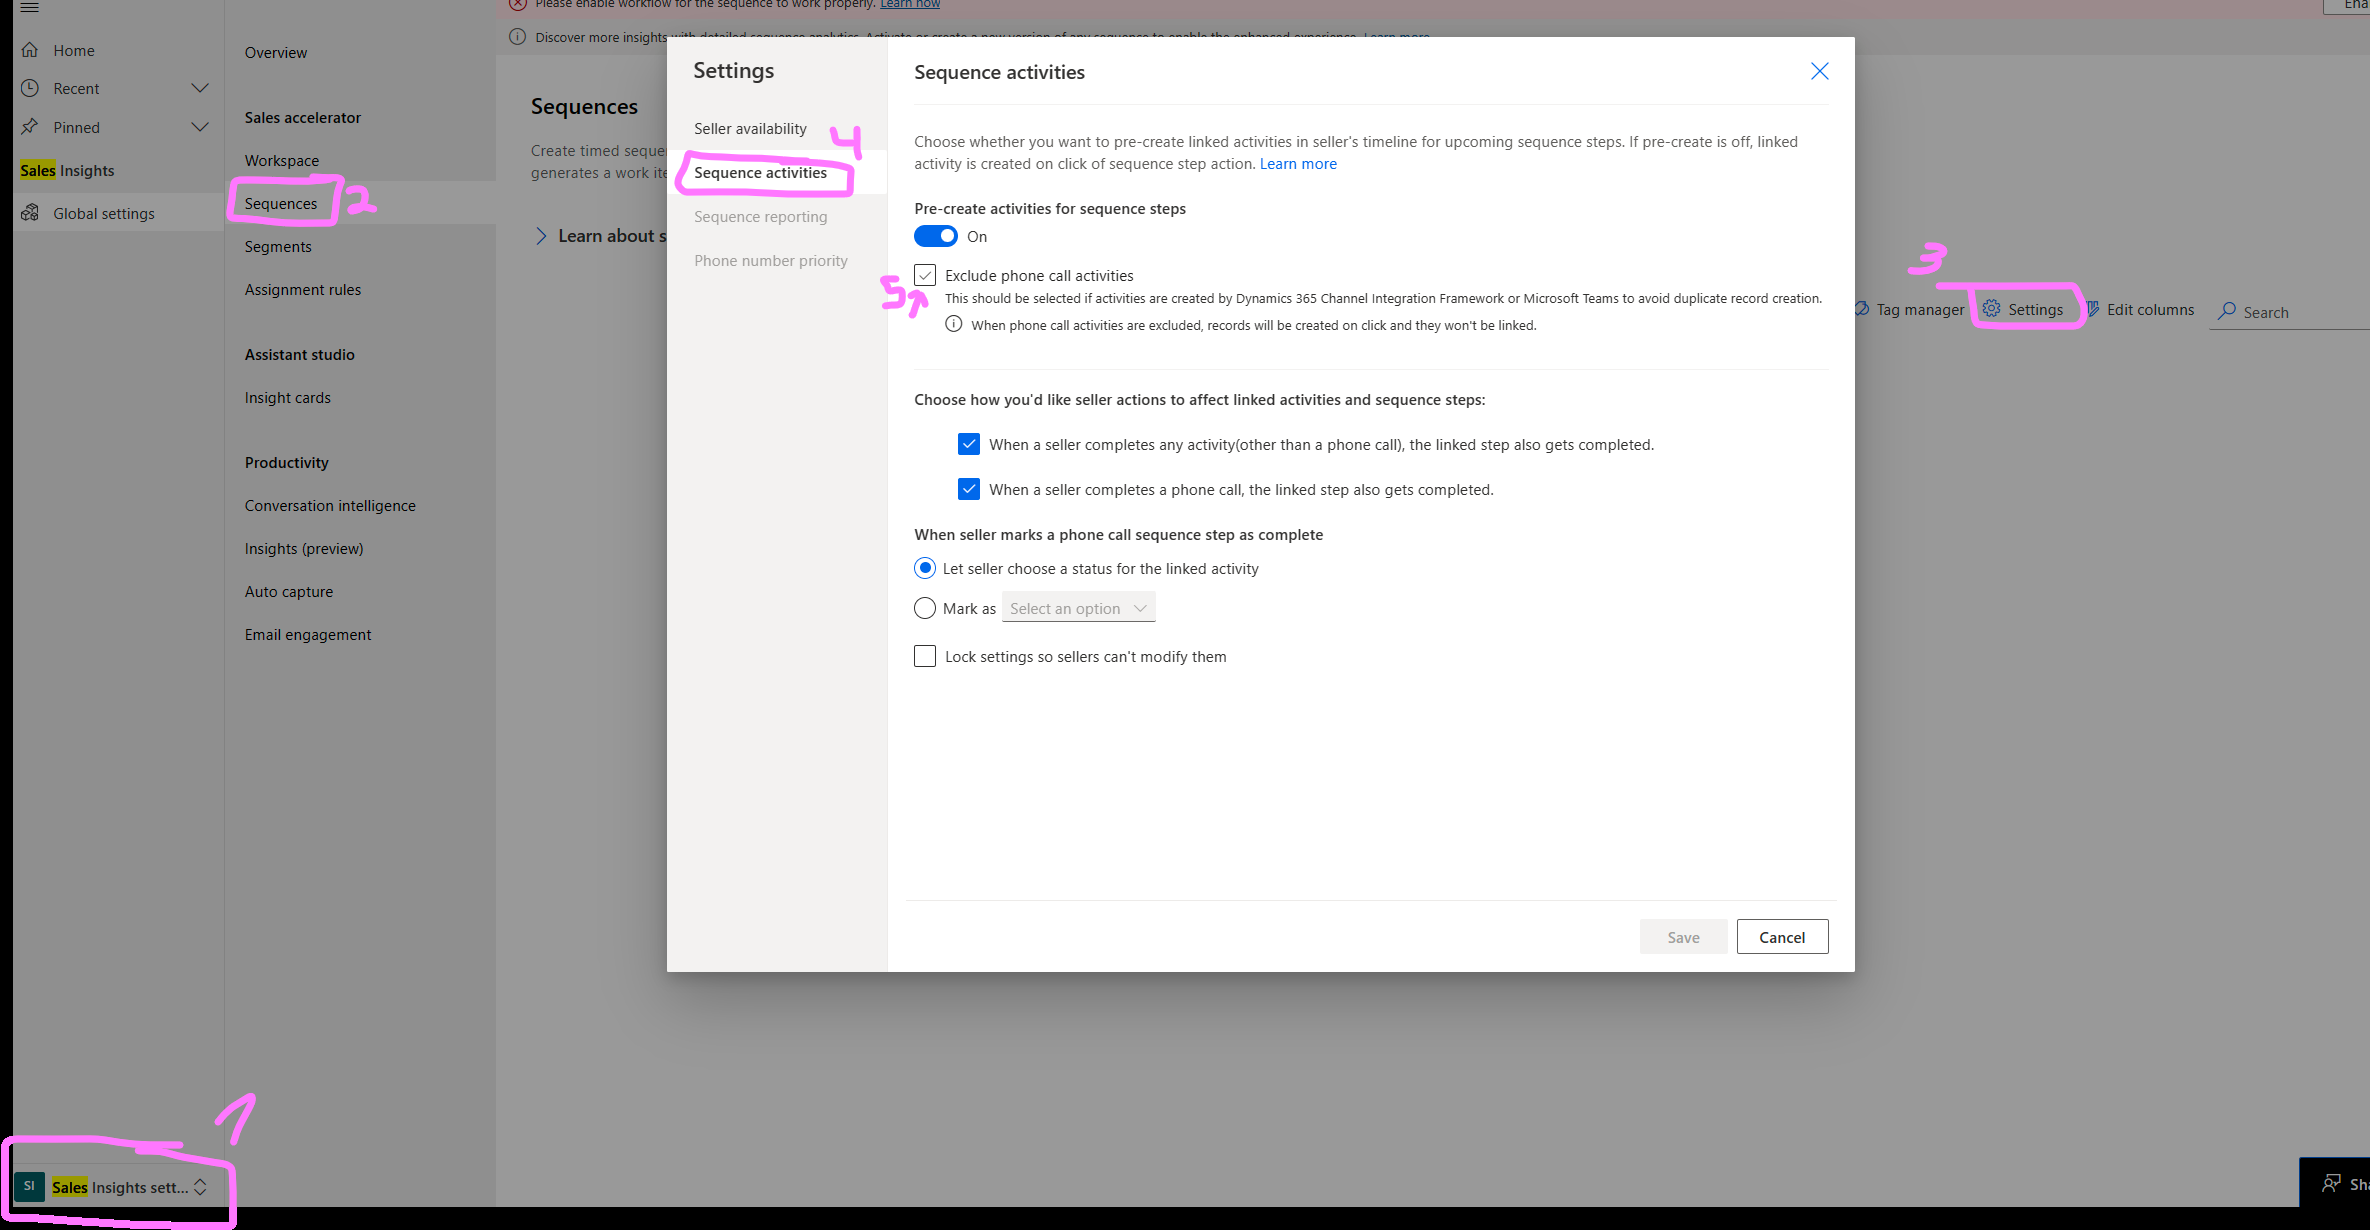 Please enable workflow for the sequence to work properly. Learn how
Discover more insights with detailed sequence analytics. Activate or create a new version of any sequence to enable the enhanced experience. Learn more
Home
Recent
Pinned
Sales Insights
Global settings
Overview
Sales accelerator
Workspace
Sequences
2
Segments
Assignment rules
Assistant studio
Insight cards
Productivity
Conversation intelligence
Insights (preview)
Auto capture
Email engagement
Sequences
Create timed seque
generates a work ite
Learn about s
Settings
Seller availability
4
Sequence activities
Sequence reporting
Phone number priority
Sequence activities
Choose whether you want to pre-create linked activities in seller's timeline for upcoming sequence steps. If pre-create is off, linked
activity is created on click of sequence step action. Learn more
Pre-create activities for sequence steps
On
5
Exclude phone call activities
This should be selected if activities are created by Dynamics 365 Channel Integration Framework or Microsoft Teams to avoid duplicate record creation.
When phone call activities are excluded, records will be created on click and they won't be linked.
Choose how you'd like seller actions to affect linked activities and sequence steps:
When a seller completes any activity(other than a phone call), the linked step also gets completed.
When a seller completes a phone call, the linked step also gets completed.
When seller marks a phone call sequence step as complete
Let seller choose a status for the linked activity
Mark as Select an option
Lock settings so sellers can't modify them
Save Cancel
3
Tag manager Settings Edit columns Search
1
SI Sales Insights sett...
Sha